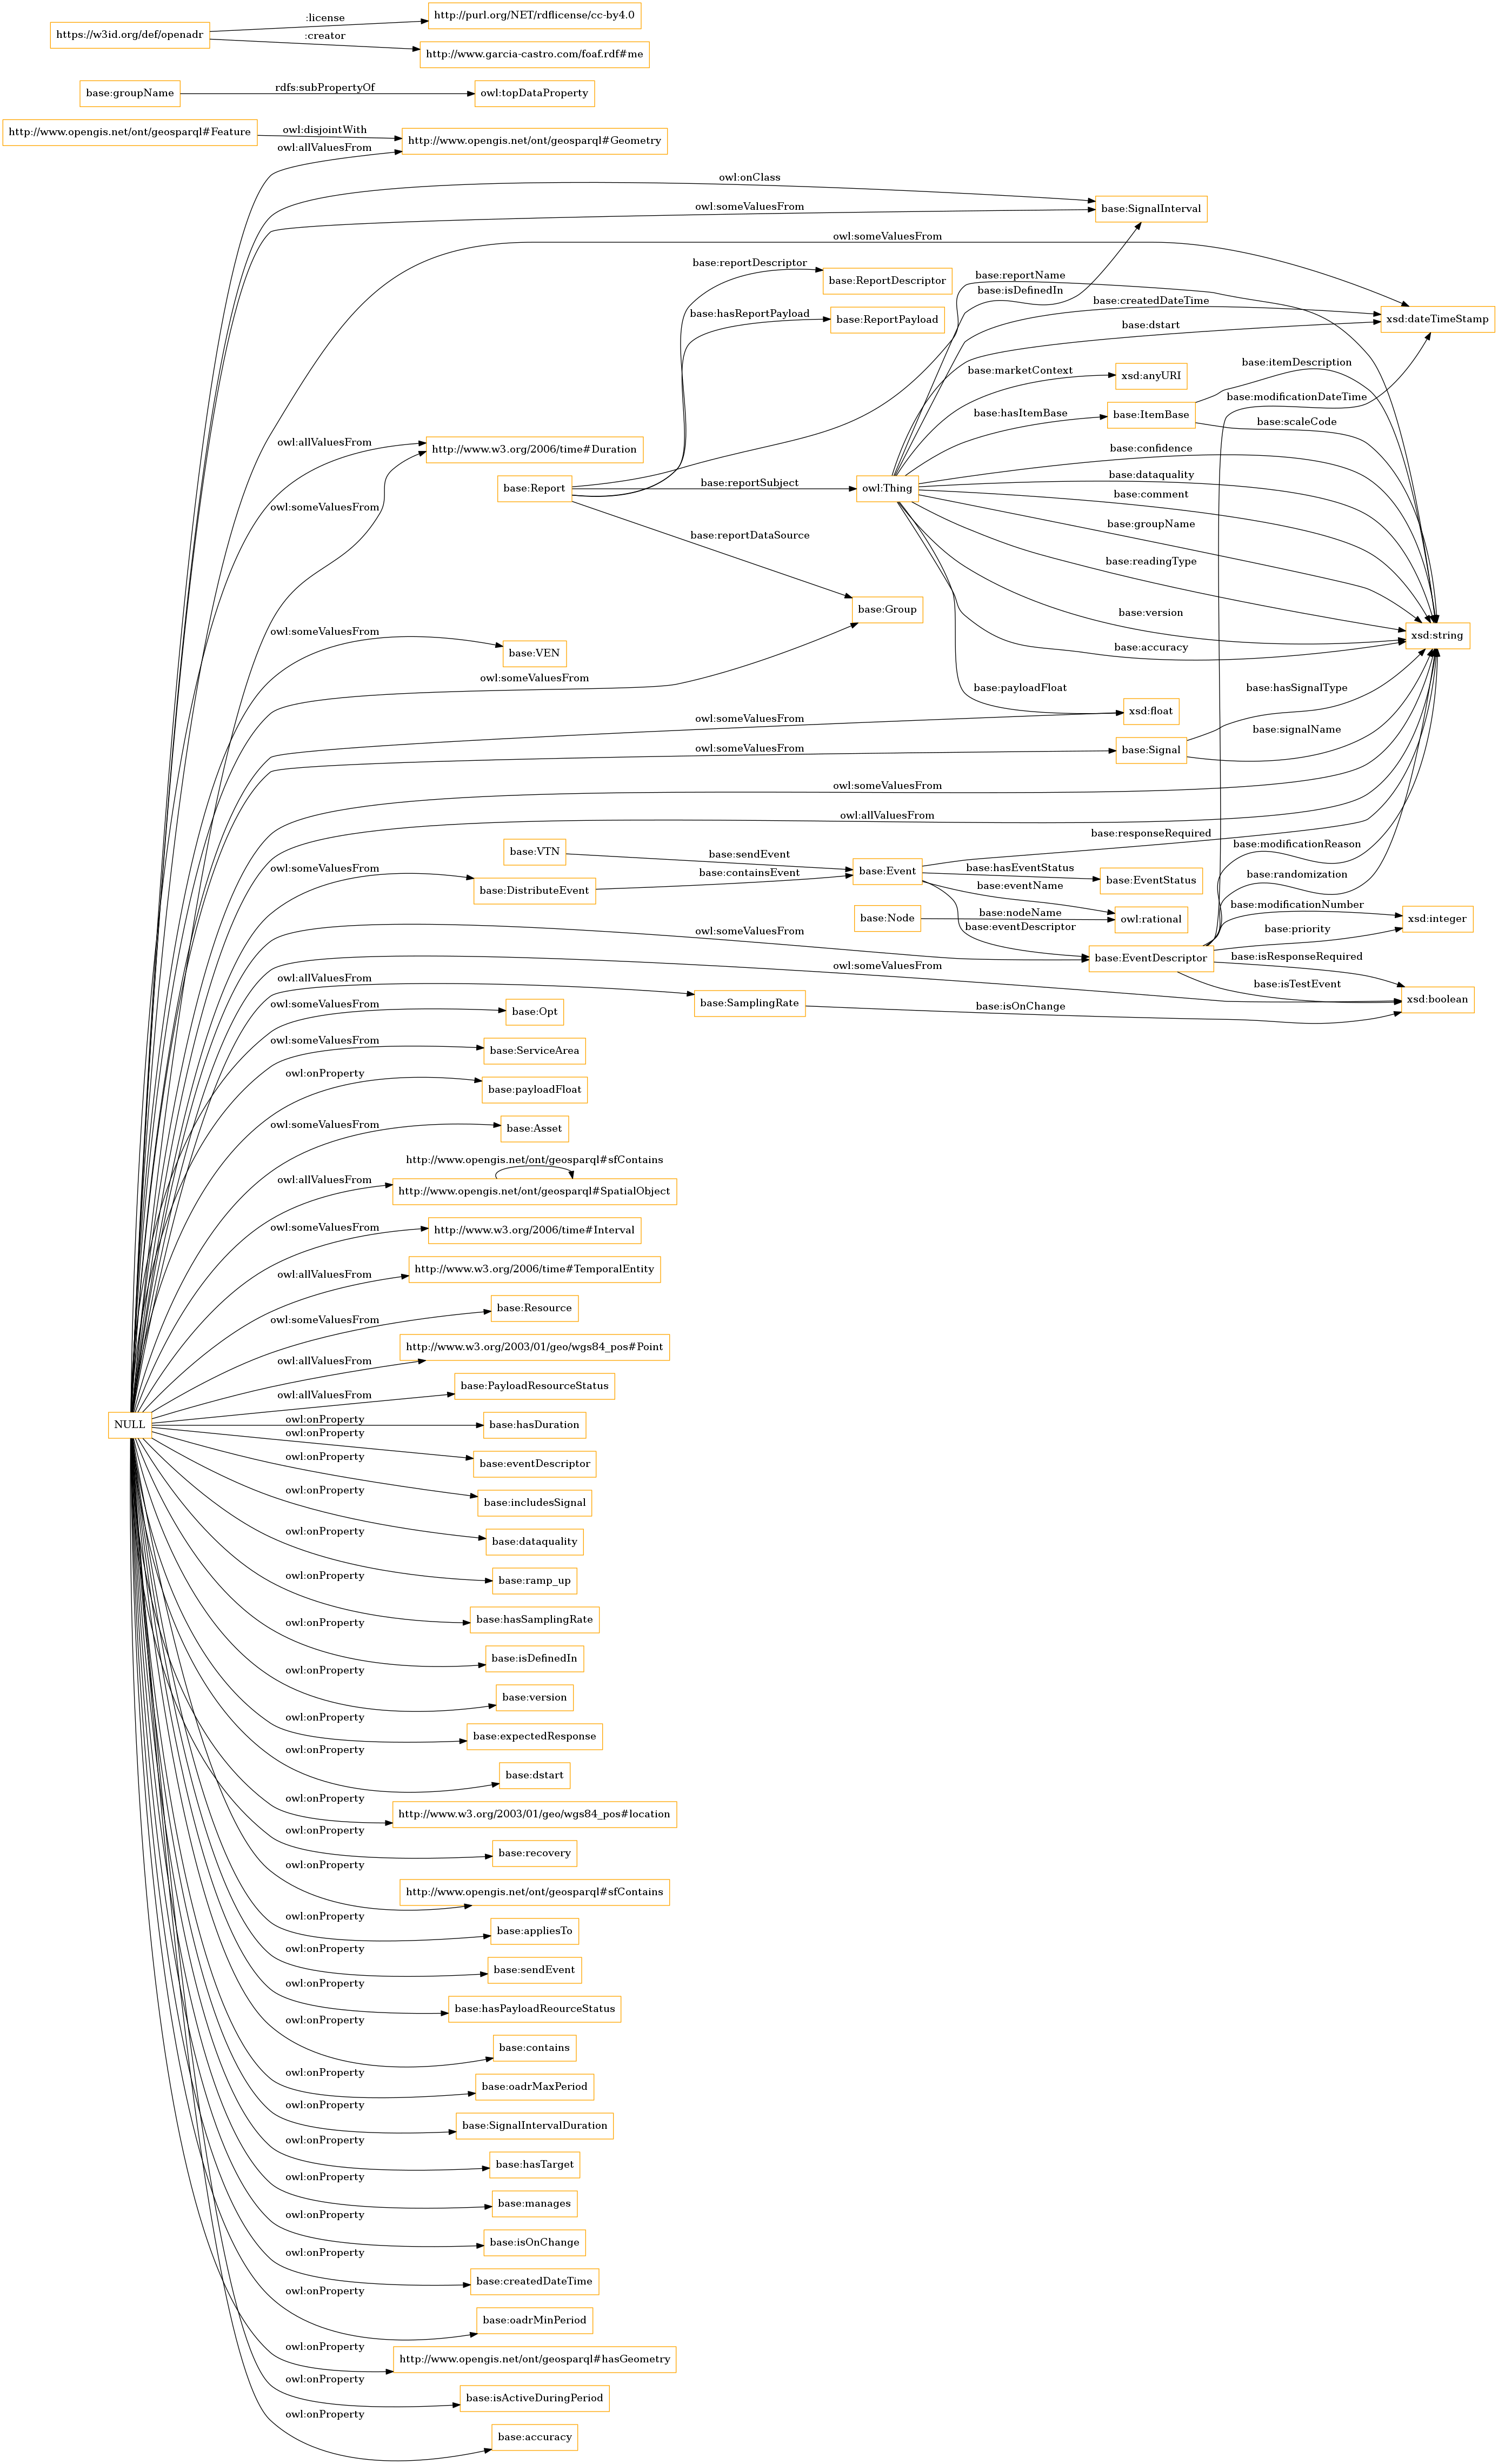 :license
http://purl.org/NET/rdflicense/cc-by4.0
https://w3id.org/def/openadr
:creator
http://www.garcia-castro.com/foaf.rdf#me
base:groupName
rdfs:subPropertyOf
owl:topDataProperty
http://www.opengis.net/ont/geosparql#Feature
owl:disjointWith
http://www.opengis.net/ont/geosparql#Geometry
owl:allValuesFrom
owl:onClass
owl:someValuesFrom
base:SignalInterval
owl:someValuesFrom
base:reportDescriptor
base:ReportDescriptor
base:reportName
base:isDefinedIn
base:createdDateTime
base:hasReportPayload
base:ReportPayload
base:dstart
xsd:dateTimeStamp
base:marketContext
xsd:anyURI
base:itemDescription
base:modificationDateTime
base:hasItemBase
base:ItemBase
base:scaleCode
owl:allValuesFrom
http://www.w3.org/2006/time#Duration
base:confidence
base:Report
base:reportSubject
owl:Thing
base:dataquality
base:comment
owl:someValuesFrom
base:groupName
base:reportDataSource
base:readingType
base:Group
base:version
owl:someValuesFrom
base:VEN
xsd:string
base:accuracy
owl:someValuesFrom
base:payloadFloat
base:hasSignalType
owl:someValuesFrom
xsd:float
base:signalName
owl:someValuesFrom
base:Signal
owl:someValuesFrom
owl:allValuesFrom
base:responseRequired
base:modificationReason
base:VTN
base:sendEvent
owl:someValuesFrom
base:DistributeEvent
base:containsEvent
base:Event
base:hasEventStatus
base:EventStatus
base:randomization
base:eventName
base:Node
base:nodeName
owl:rational
base:modificationNumber
xsd:integer
base:eventDescriptor
base:priority
owl:someValuesFrom
base:EventDescriptor
base:isResponseRequired
owl:someValuesFrom
owl:allValuesFrom
base:SamplingRate
base:isOnChange
base:isTestEvent
xsd:boolean
owl:someValuesFrom
base:Opt
owl:someValuesFrom
base:ServiceArea
owl:onProperty
base:payloadFloat
owl:someValuesFrom
base:Asset
http://www.opengis.net/ont/geosparql#sfContains
owl:allValuesFrom
http://www.opengis.net/ont/geosparql#SpatialObject
owl:someValuesFrom
http://www.w3.org/2006/time#Interval
owl:allValuesFrom
http://www.w3.org/2006/time#TemporalEntity
owl:someValuesFrom
base:Resource
owl:allValuesFrom
http://www.w3.org/2003/01/geo/wgs84_pos#Point
owl:allValuesFrom
base:PayloadResourceStatus
NULL
owl:onProperty
base:hasDuration
owl:onProperty
base:eventDescriptor
owl:onProperty
base:includesSignal
owl:onProperty
base:dataquality
owl:onProperty
base:ramp_up
owl:onProperty
base:hasSamplingRate
owl:onProperty
base:isDefinedIn
owl:onProperty
base:version
owl:onProperty
base:expectedResponse
owl:onProperty
base:dstart
owl:onProperty
http://www.w3.org/2003/01/geo/wgs84_pos#location
owl:onProperty
base:recovery
owl:onProperty
http://www.opengis.net/ont/geosparql#sfContains
owl:onProperty
base:appliesTo
owl:onProperty
base:sendEvent
owl:onProperty
base:hasPayloadReourceStatus
owl:onProperty
base:contains
owl:onProperty
base:oadrMaxPeriod
owl:onProperty
base:SignalIntervalDuration
owl:onProperty
base:hasTarget
owl:onProperty
base:manages
owl:onProperty
base:isOnChange
owl:onProperty
base:createdDateTime
owl:onProperty
base:oadrMinPeriod
owl:onProperty
http://www.opengis.net/ont/geosparql#hasGeometry
owl:onProperty
base:isActiveDuringPeriod
owl:onProperty
base:accuracy